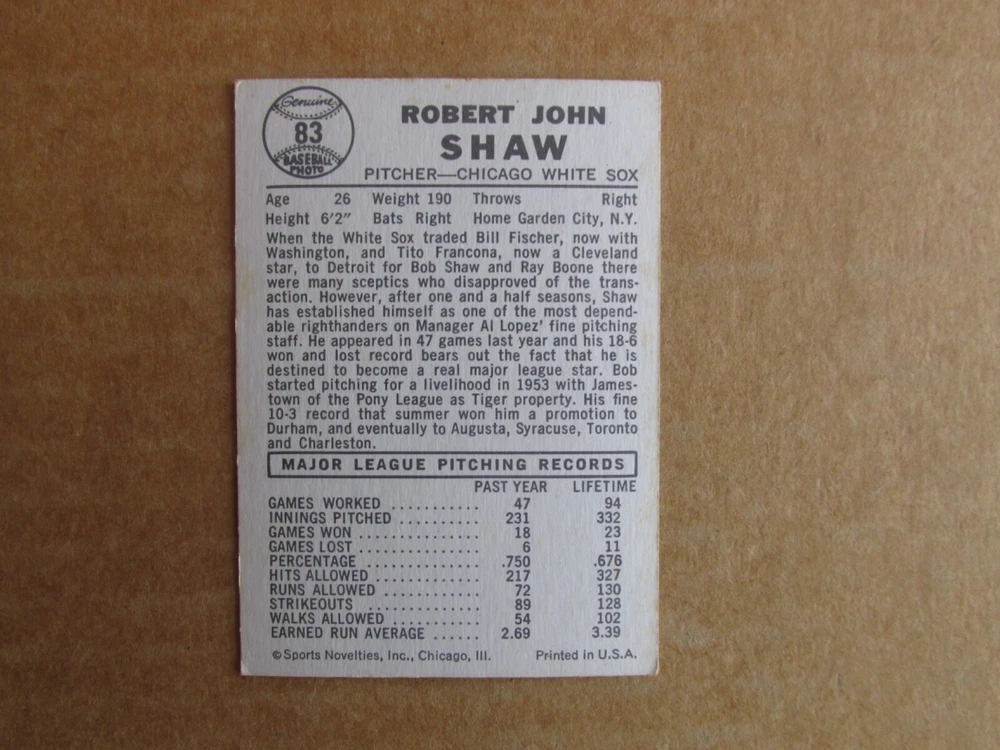 Genuine
83
BASEBALL
PHOTO
ROBERT JOHN
SHAW
PITCHER—CHICAGO WHITE SOX
Age 26 Weight 190 Throws Right
Height 6'2" Bats Right Home Garden City, N.Y.
When the White Sox traded Bill Fischer, now with
Washington, and Tito Francona, now a Cleveland
star, to Detroit for Bob Shaw and Ray Boone there
were many sceptics who disapproved of the trans-
action. However, after one and a half seasons, Shaw
has established himself as one of the most depend-
able righthanders on Manager Al Lopez' fine pitching
staff. He appeared in 47 games last year and his 18-6
won and lost record bears out the fact that he is
destined to become a real major league star. Bob
started pitching for a livelihood in 1953 with James-
town of the Pony League as Tiger property. His fine
10-3 record that summer won him a promotion to
Durham, and eventually to Augusta, Syracuse, Toronto
and Charleston.
MAJOR LEAGUE PITCHING RECORDS
PAST YEAR LIFETIME
GAMES WORKED ........... 47 94
INNINGS PITCHED .......... 231 332
GAMES WON ............... 18 23
GAMES LOST ............... 6 11
PERCENTAGE .............. .750 .676
HITS ALLOWED ............. 217 327
RUNS ALLOWED ............ 72 130
STRIKEOUTS .............. 89 128
WALKS ALLOWED ............ 54 102
EARNED RUN AVERAGE ...... 2.69 3.39
©Sports Novelties, Inc., Chicago, Ill. Printed in U.S.A.